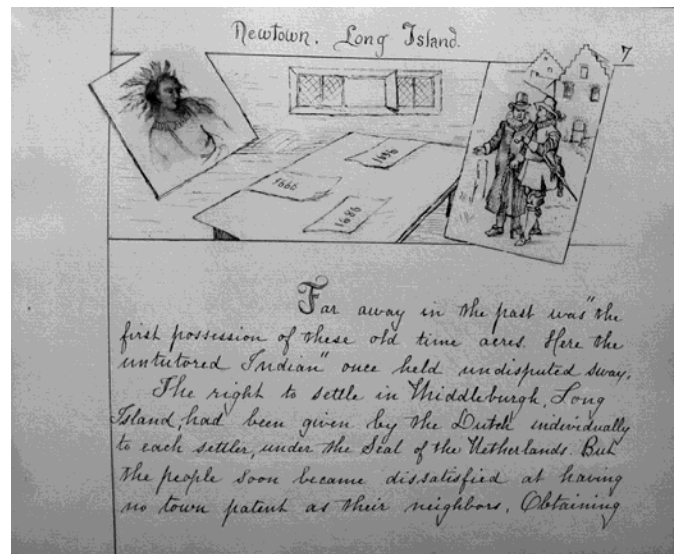 Newtown. Long Island.
7
1656
1666
1686
Far away in the past was "the
first possession of these old time acres. Here the
untutored Indian" once held undisputed sway.
The right to settle in Middleburgh, Long
Island, had been given by the Dutch individually
to each settler, under the Seal of the Netherlands. But
the people soon became dissatisfied at having
no town patent as their neighbors. Obtaining